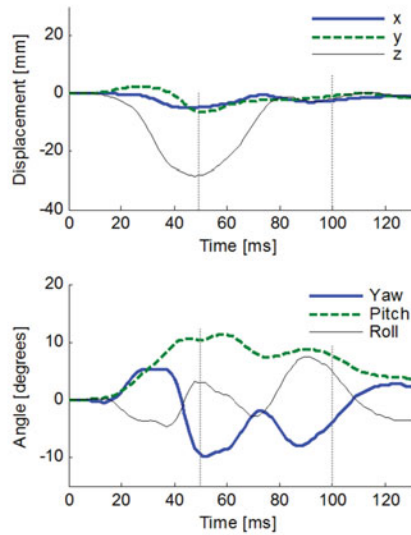 30
x
y
z
Displacement [mm]
0
-20
-40
0 20 40 60 80 100 120
Time [ms]
20
Yaw
Pitch
Roll
10
Angle [degrees]
0
-10
0 20 40 60 80 100 120
Time [ms]